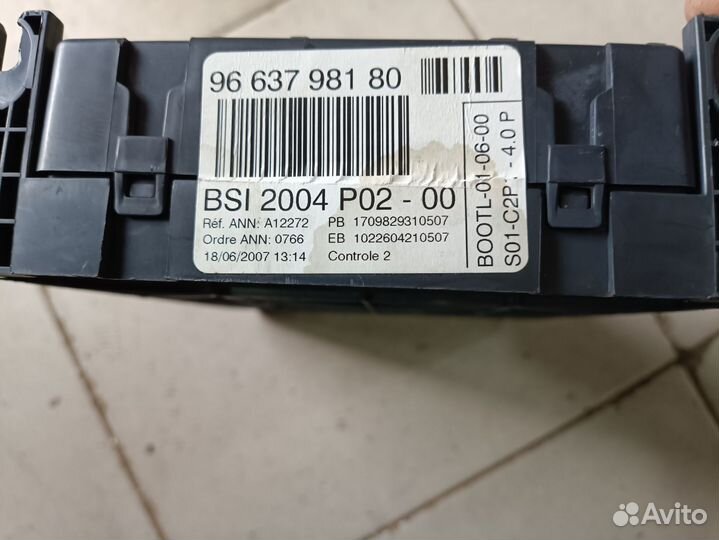 96 637 981 80
BSI 2004 P02 - 00
Réf. ANN: A12272 PB 1709829310507
Ordre ANN: 0766 EB 1022604210507
18/06/2007 13:14 Controle 2
BOOTL-01-06-00
S01-C2P - 4.0 P
Avito